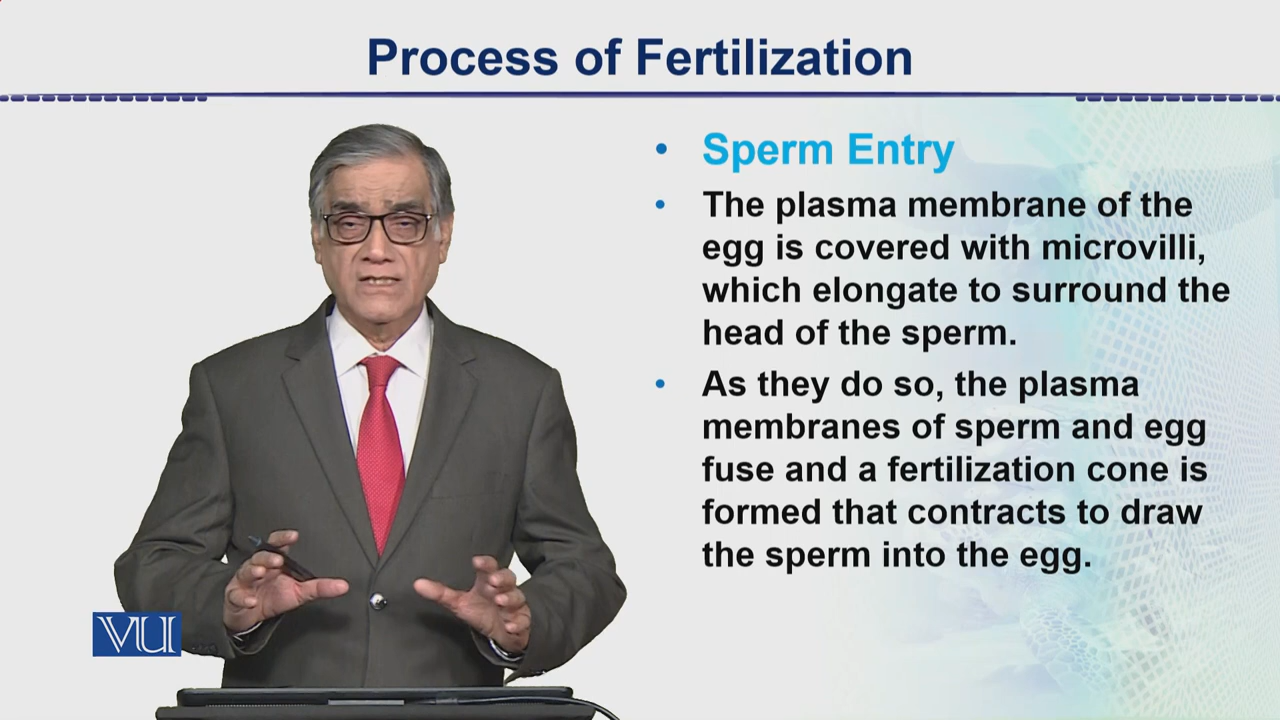 Process of Fertilization
• Sperm Entry
• The plasma membrane of the
egg is covered with microvilli,
which elongate to surround the
head of the sperm.
• As they do so, the plasma
membranes of sperm and egg
fuse and a fertilization cone is
formed that contracts to draw
the sperm into the egg.
VU